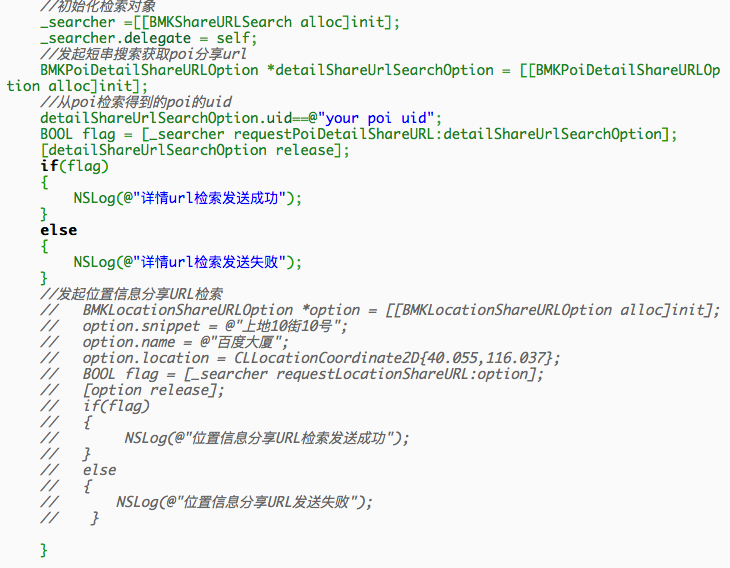 //初始化检索对象
_searcher =[[BMKShareURLSearch alloc]init];
_searcher.delegate = self;
//发起短串搜索获取poi分享url
BMKPoiDetailShareURLOption *detailShareUrlSearchOption = [[BMKPoiDetailShareURLOp
tion alloc]init];
//从poi检索得到的poi的uid
detailShareUrlSearchOption.uid==@"your poi uid";
BOOL flag = [_searcher requestPoiDetailShareURL:detailShareUrlSearchOption];
[detailShareUrlSearchOption release];
if(flag)
{
NSLog(@"详情url检索发送成功");
}
else
{
NSLog(@"详情url检索发送失败");
}
//发起位置信息分享URL检索
//   BMKLocationShareURLOption *option = [[BMKLocationShareURLOption alloc]init];
//   option.snippet = @"上地10街10号";
//   option.name = @"百度大厦";
//   option.location = CLLocationCoordinate2D{40.055,116.037};
//   BOOL flag = [_searcher requestLocationShareURL:option];
//   [option release];
//   if(flag)
//   {
//        NSLog(@"位置信息分享URL检索发送成功");
//   }
//   else
//   {
//       NSLog(@"位置信息分享URL发送失败");
//    }
}